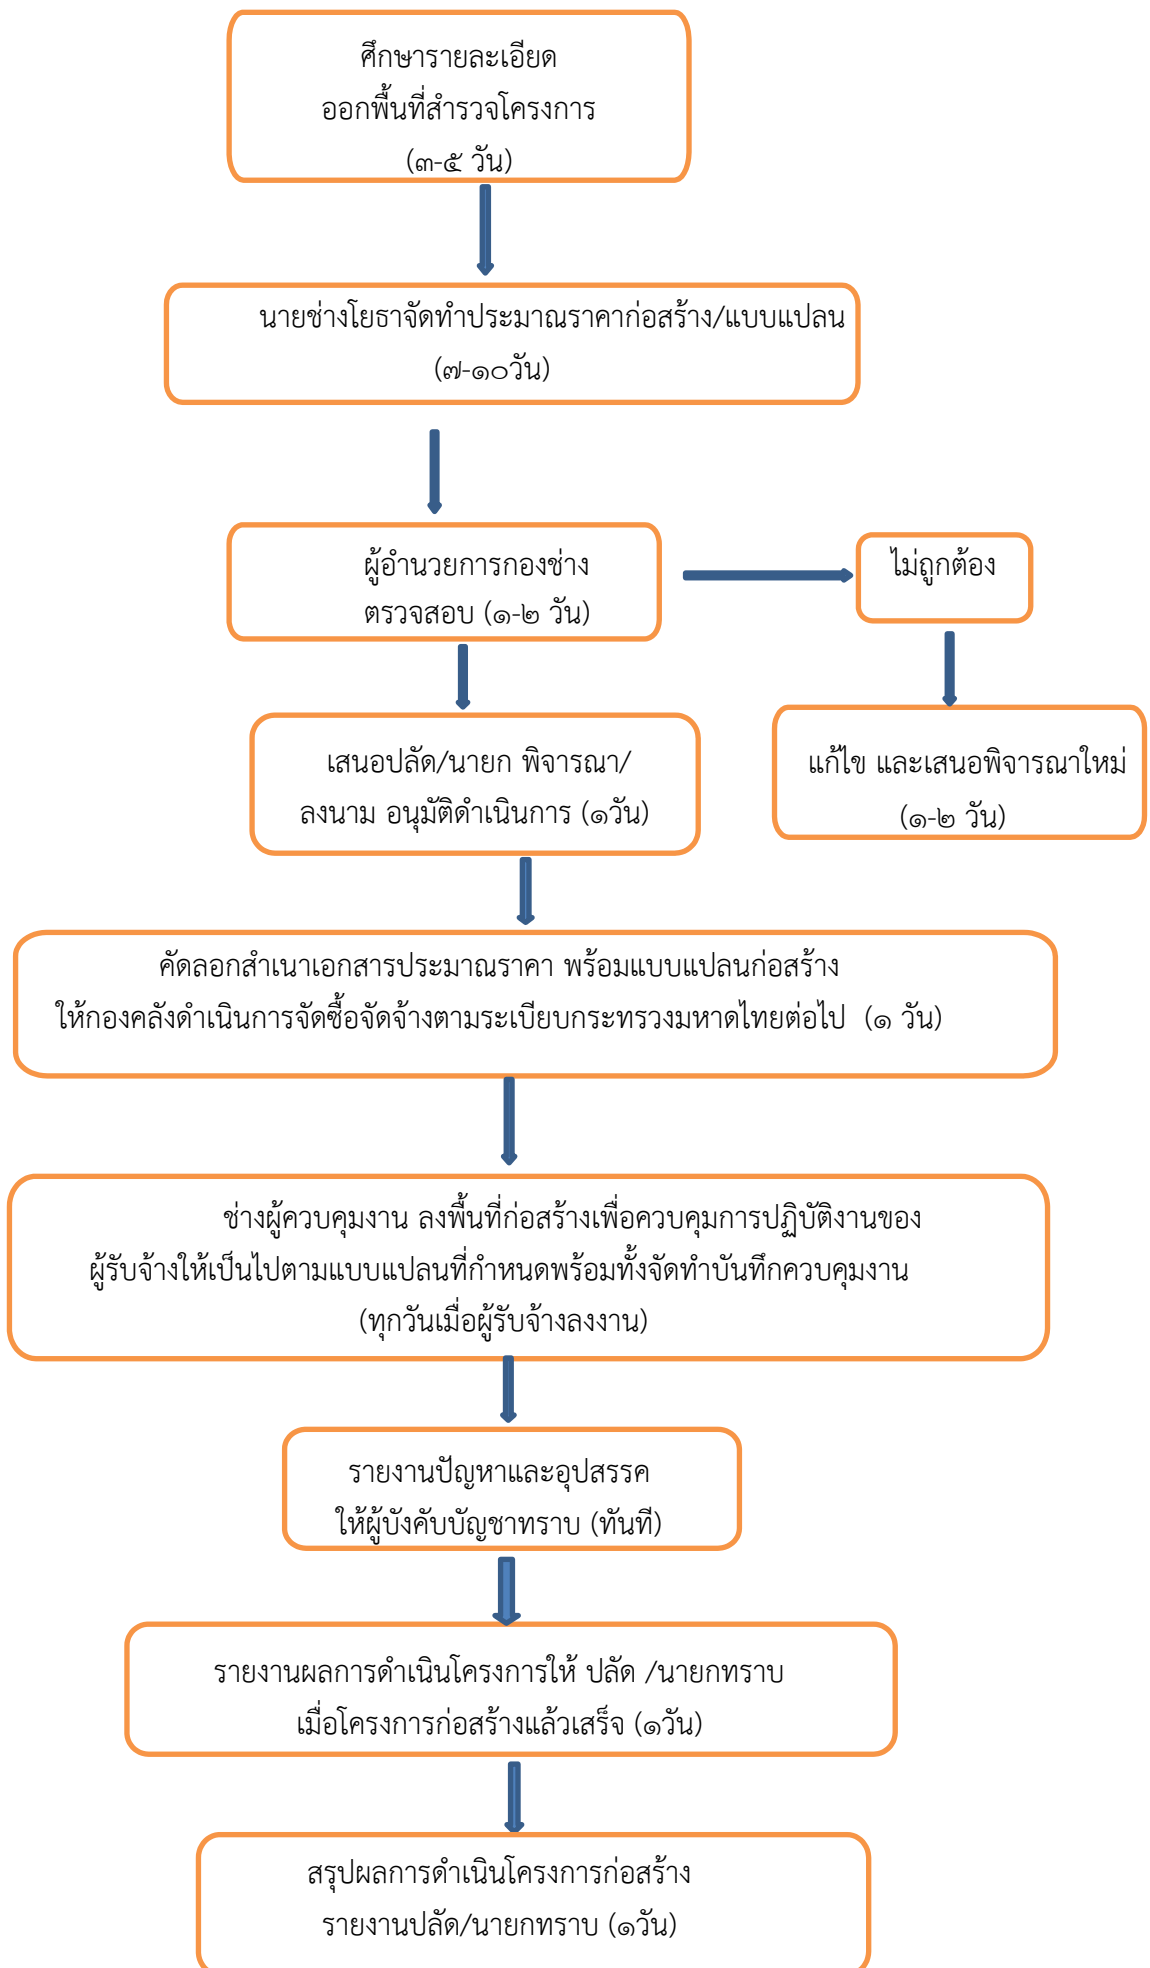 ศึกษารายละเอียด
ออกพื้นที่สำรวจโครงการ
(๓-๕ วัน)
นายช่างโยธาจัดทำประมาณราคาก่อสร้าง/แบบแปลน
(๗-๑๐วัน)
ผู้อำนวยการกองช่าง
ตรวจสอบ (๑-๒ วัน)
ไม่ถูกต้อง
เสนอปลัด/นายก พิจารณา/
ลงนาม อนุมัติดำเนินการ (๑วัน)
แก้ไข และเสนอพิจารณาใหม่
(๑-๒ วัน)
คัดลอกสำเนาเอกสารประมาณราคา พร้อมแบบแปลนก่อสร้าง
ให้กองคลังดำเนินการจัดซื้อจัดจ้างตามระเบียบกระทรวงมหาดไทยต่อไป (๑ วัน)
ช่างผู้ควบคุมงาน ลงพื้นที่ก่อสร้างเพื่อควบคุมการปฏิบัติงานของ
ผู้รับจ้างให้เป็นไปตามแบบแปลนที่กำหนดพร้อมทั้งจัดทำบันทึกควบคุมงาน
(ทุกวันเมื่อผู้รับจ้างลงงาน)
รายงานปัญหาและอุปสรรค
ให้ผู้บังคับบัญชาทราบ (ทันที)
รายงานผลการดำเนินโครงการให้ ปลัด /นายกทราบ
เมื่อโครงการก่อสร้างแล้วเสร็จ (๑วัน)
สรุปผลการดำเนินโครงการก่อสร้าง
รายงานปลัด/นายกทราบ (๑วัน)